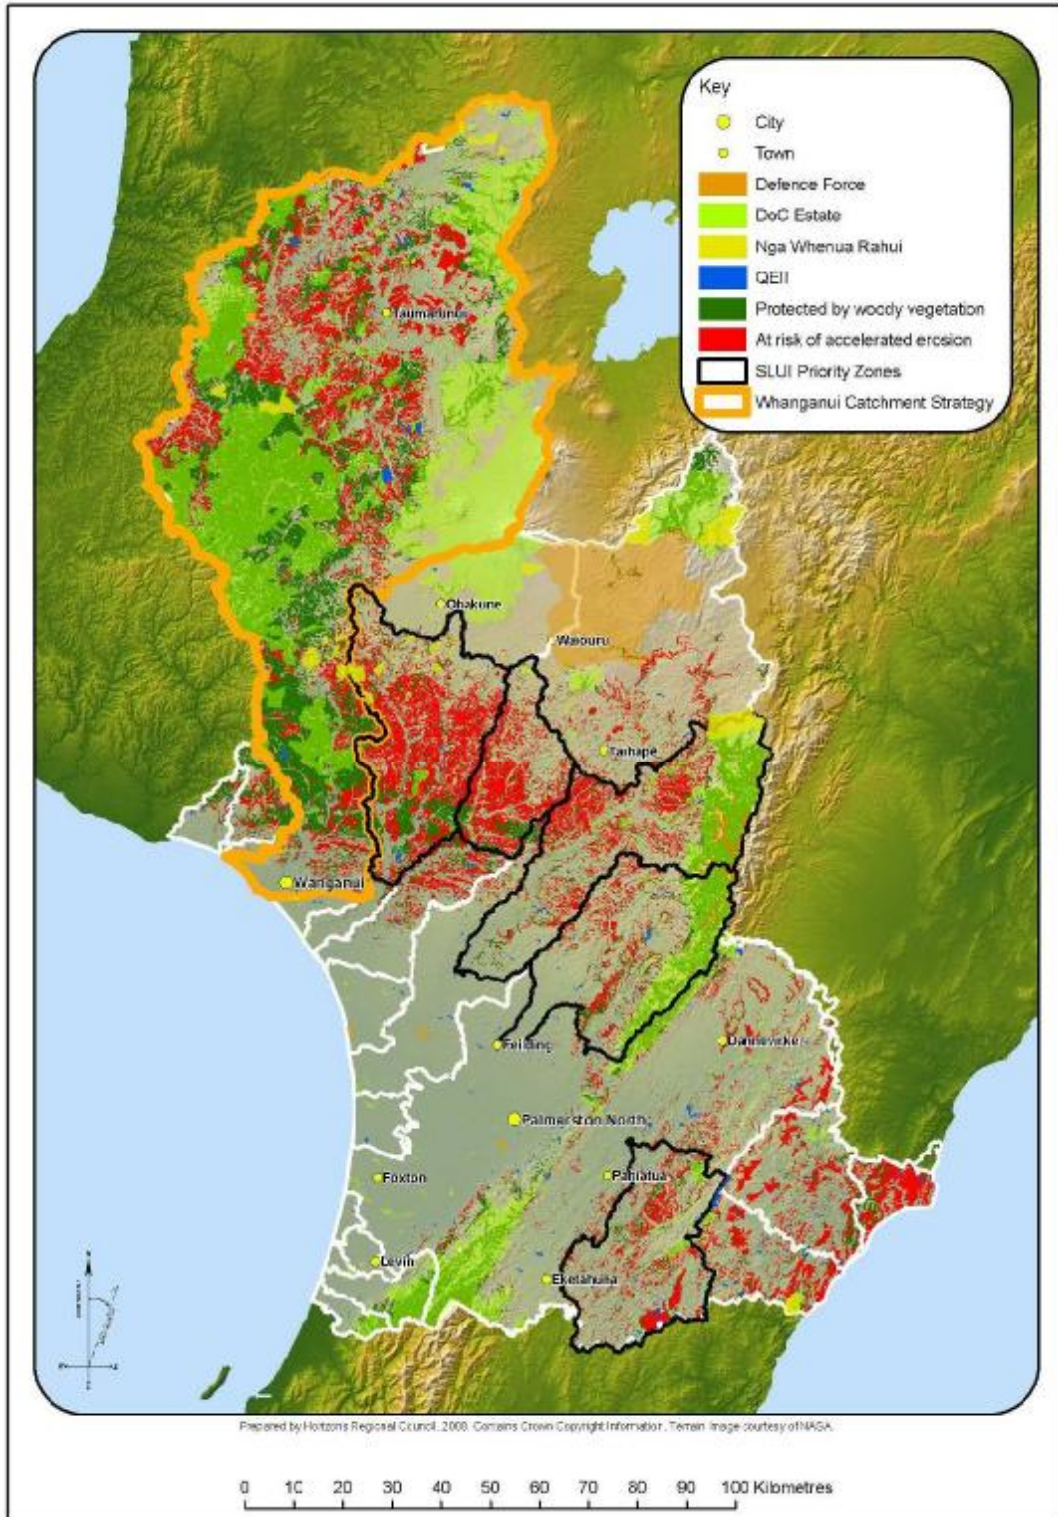 Key
City
Town
Defence Force
DoC Estate
Nga Whenua Rahui
QEII
Protected by woody vegetation
At risk of accelerated erosion
SLUI Priority Zones
Whanganui Catchment Strategy
Taumarunui
Ohakune
Waiouru
Taihape
Wanganui
Feilding
Dannevirke
Palmerston North
Foxton
Pahiatua
Levin
Eketahuna
Prepared by Horizons Regional Council, 2008. Contains Crown Copyright Information. Terrain Image courtesy of NASA.
0 10 20 30 40 50 60 70 80 90 100 Kilometres